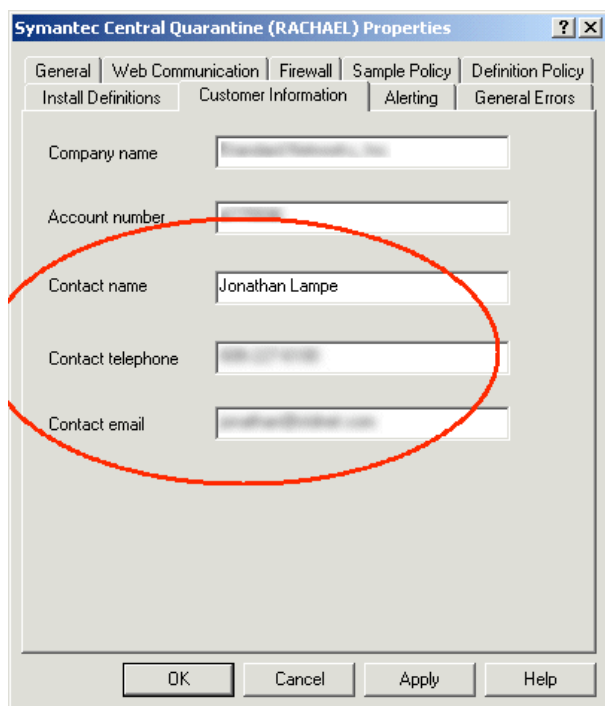 Symantec Central Quarantine (RACHAEL) Properties ? X
General Web Communication Firewall Sample Policy Definition Policy
Install Definitions Customer Information Alerting General Errors
Company name
Account number
Contact name Jonathan Lampe
Contact telephone
Contact email
OK Cancel Apply Help